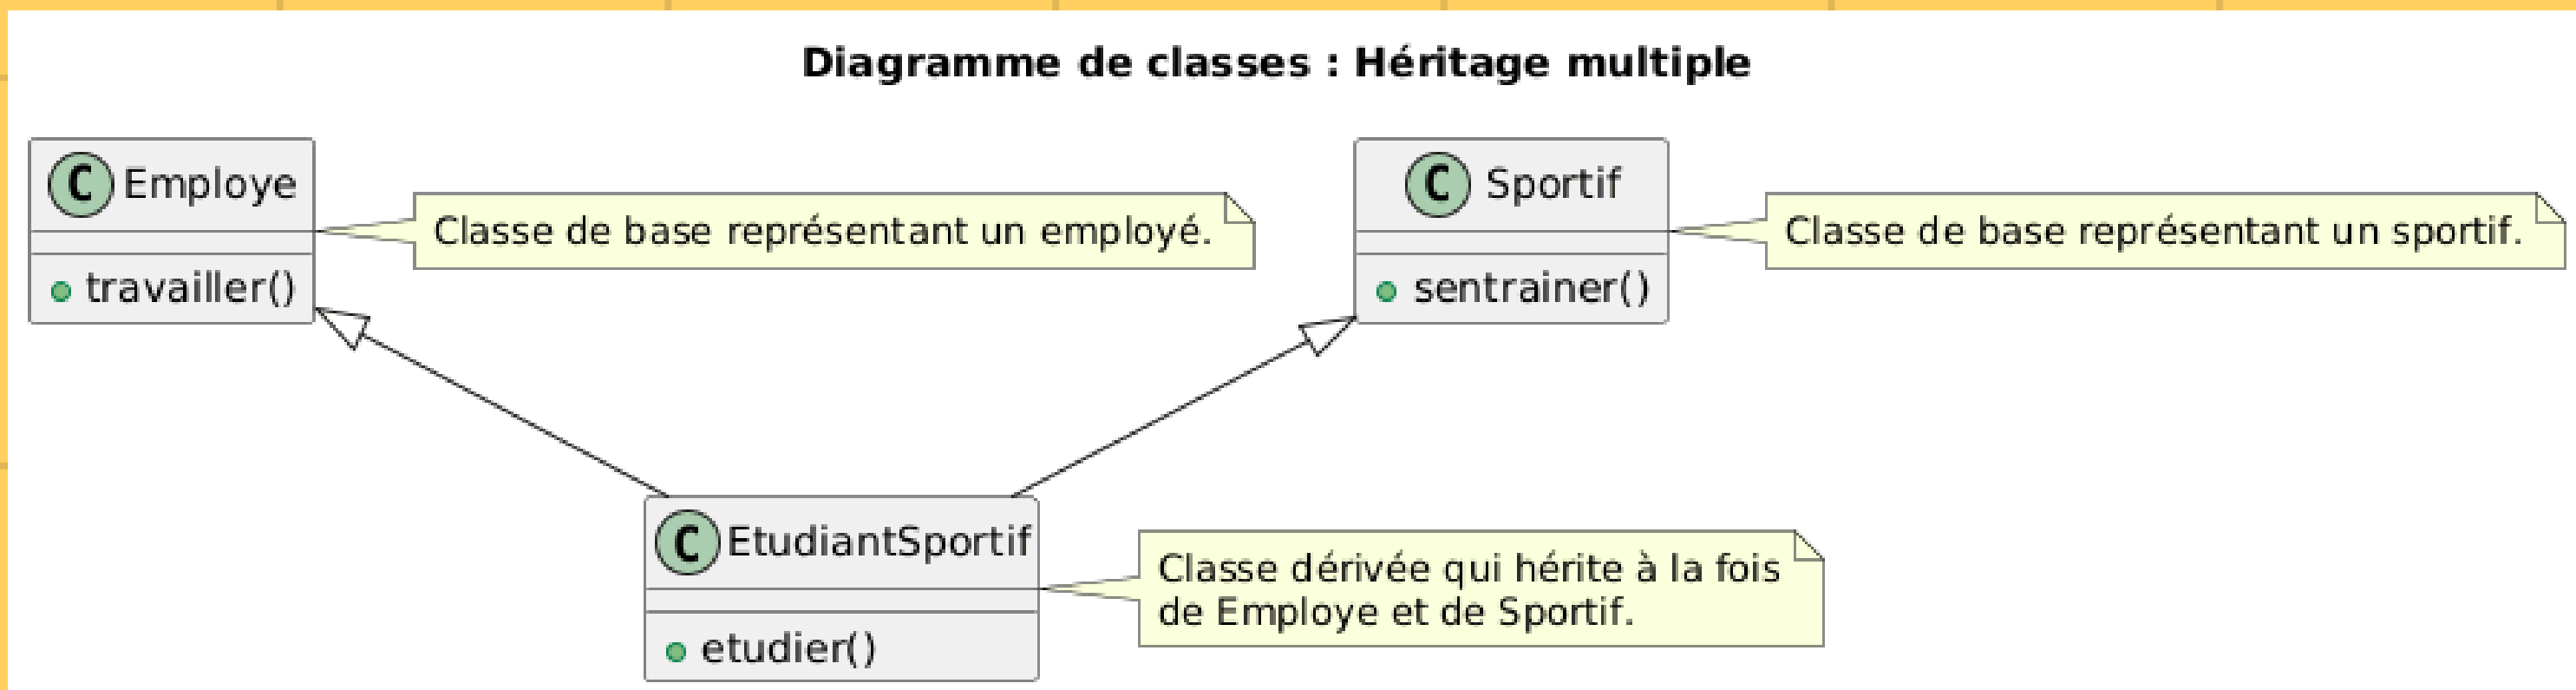 Diagramme de classes : Héritage multiple
C Employe
travailler()
Classe de base représentant un employé.
C Sportif
sentrainer()
Classe de base représentant un sportif.
C EtudiantSportif
etudier()
Classe dérivée qui hérite à la fois
de Employe et de Sportif.